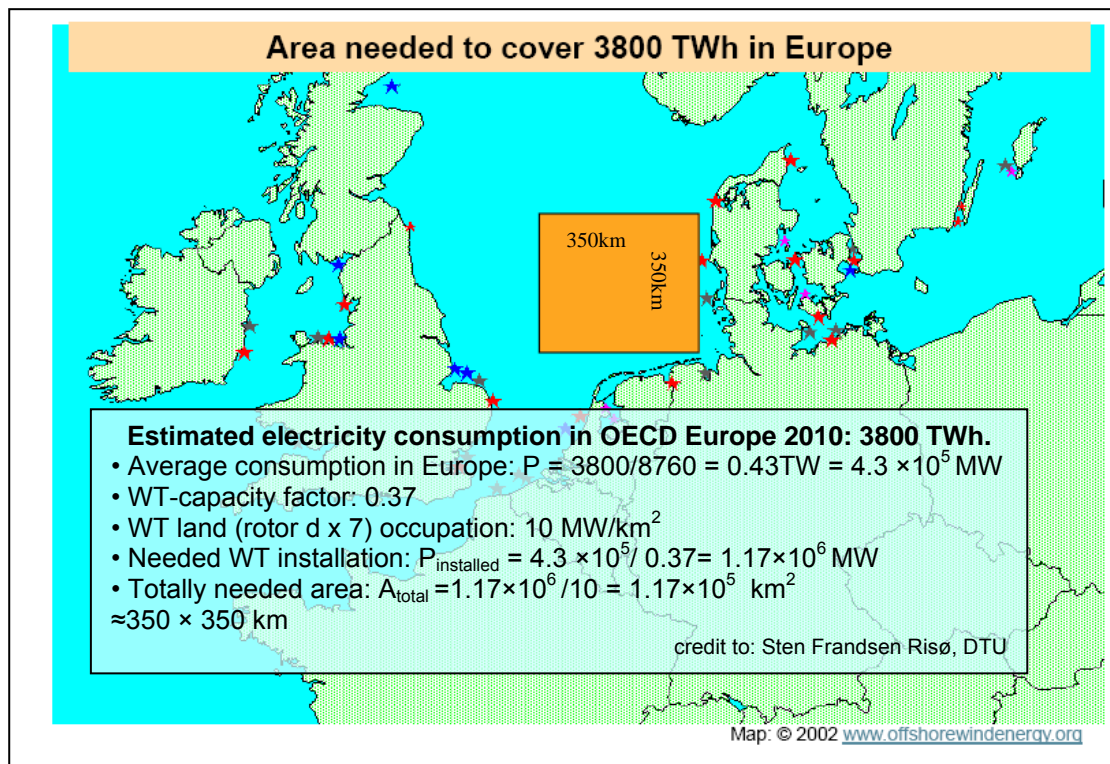 Area needed to cover 3800 TWh in Europe
350km
350km
Estimated electricity consumption in OECD Europe 2010: 3800 TWh.
• Average consumption in Europe: P = 3800/8760 = 0.43TW = 4.3 ×10⁵ MW
• WT-capacity factor: 0.37
• WT land (rotor d x 7) occupation: 10 MW/km²
• Needed WT installation: Pinstalled = 4.3 ×10⁵/ 0.37= 1.17×10⁶ MW
• Totally needed area: Atotal =1.17×10⁶ /10 = 1.17×10⁵ km²
≈350 × 350 km
credit to: Sten Frandsen Risø, DTU
Map: © 2002 www.offshorewindenergy.org